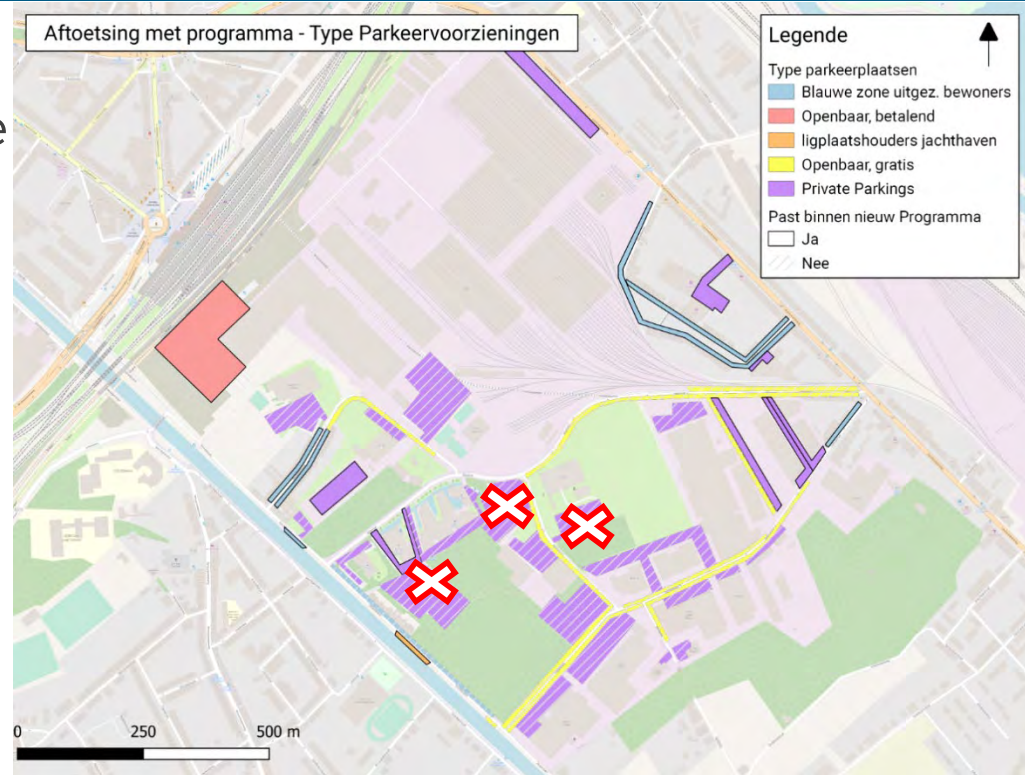 Aftoetsing met programma - Type Parkeervoorzieningen
e
Legende
Type parkeerplaatsen
Blauwe zone uitgez. bewoners
Openbaar, betalend
ligplaatshouders jachthaven
Openbaar, gratis
Private Parkings
Past binnen nieuw Programma
Ja
Nee
0 250 500 m